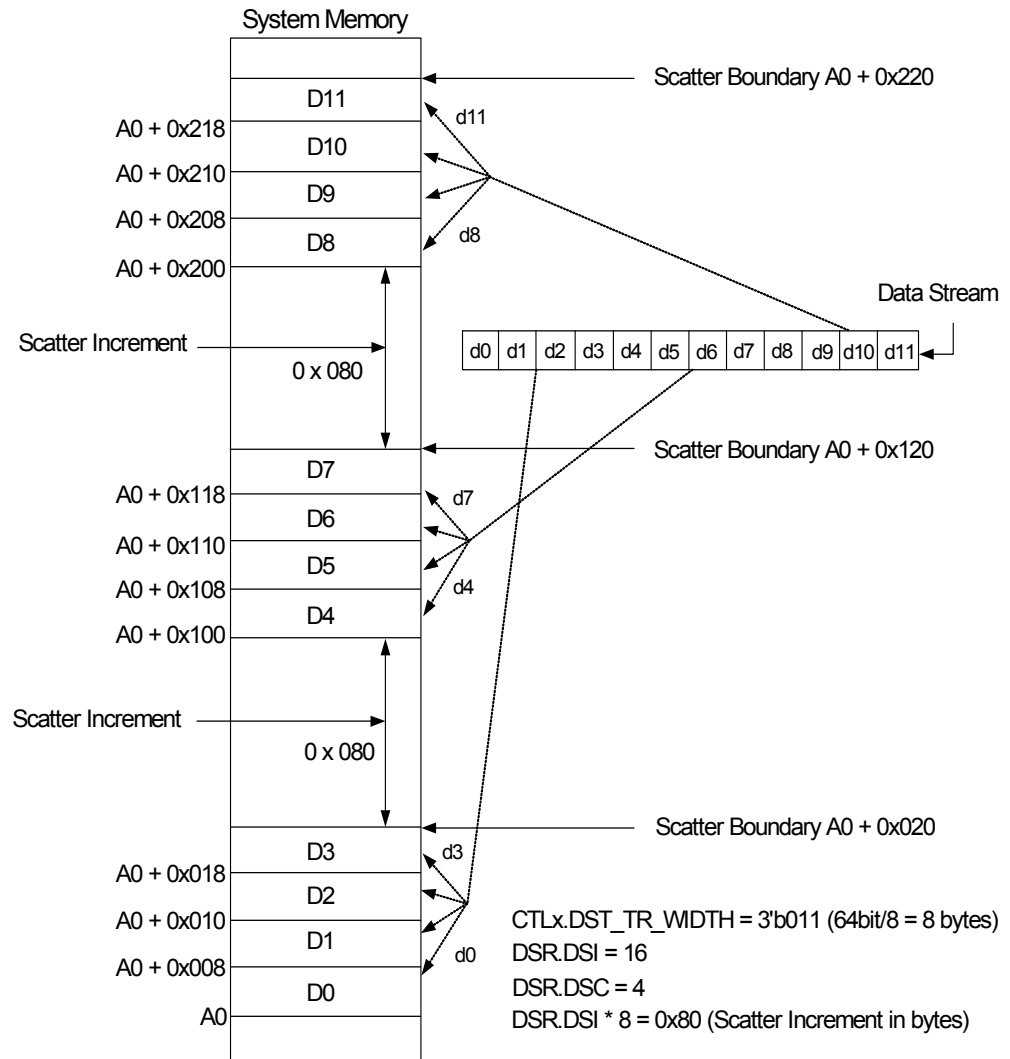 System Memory
Scatter Boundary A0 + 0x220
D11
d11
A0 + 0x218
D10
A0 + 0x210
D9
A0 + 0x208
D8
d8
A0 + 0x200
Data Stream
Scatter Increment
0 x 080
d0 d1 d2 d3 d4 d5 d6 d7 d8 d9 d10 d11
Scatter Boundary A0 + 0x120
D7
A0 + 0x118
d7
D6
A0 + 0x110
D5
A0 + 0x108
d4
D4
A0 + 0x100
Scatter Increment
0 x 080
Scatter Boundary A0 + 0x020
D3
d3
A0 + 0x018
D2
A0 + 0x010
D1
d0
A0 + 0x008
D0
A0
CTLx.DST_TR_WIDTH = 3'b011 (64bit/8 = 8 bytes)
DSR.DSI = 16
DSR.DSC = 4
DSR.DSI * 8 = 0x80 (Scatter Increment in bytes)